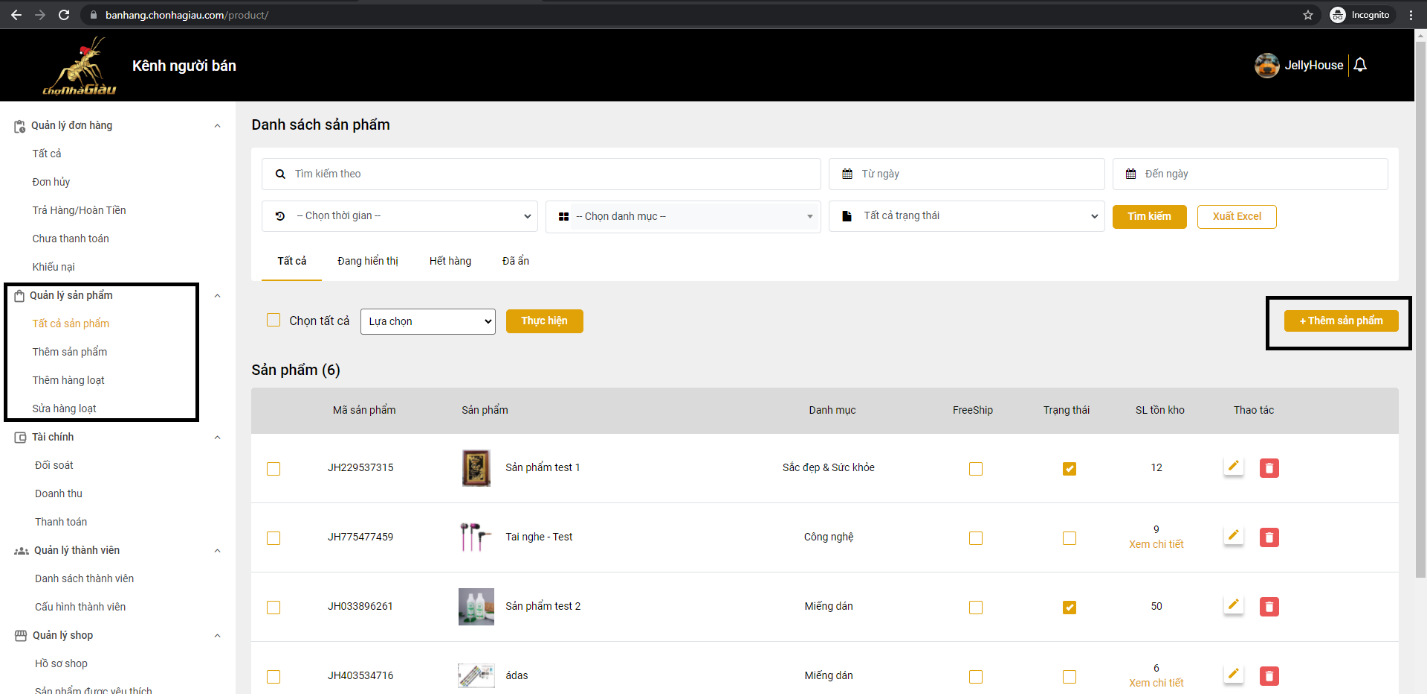 banhang.chonhagiau.com/product/
Incognito
chợNhàGiàu
Kênh người bán
JellyHouse
Quản lý đơn hàng
Tất cả
Đơn hủy
Trả Hàng/Hoàn Tiền
Chưa thanh toán
Khiếu nại
Quản lý sản phẩm
Tất cả sản phẩm
Thêm sản phẩm
Thêm hàng loạt
Sửa hàng loạt
Tài chính
Đối soát
Doanh thu
Thanh toán
Quản lý thành viên
Danh sách thành viên
Cấu hình thành viên
Quản lý shop
Hồ sơ shop
Sản phẩm được yêu thích
Danh sách sản phẩm
Tìm kiếm theo
Từ ngày
Đến ngày
-- Chọn thời gian --
-- Chọn danh mục --
Tất cả trạng thái
Tìm kiếm
Xuất Excel
Tất cả Đang hiển thị Hết hàng Đã ẩn
Chọn tất cả Lựa chọn Thực hiện + Thêm sản phẩm
Sản phẩm (6)
Mã sản phẩm Sản phẩm Danh mục FreeShip Trạng thái SL tồn kho Thao tác
JH229537315 Sản phẩm test 1 Sắc đẹp & Sức khỏe 12
JH775477459 Tai nghe - Test Công nghệ 9
Xem chi tiết
JH033896261 Sản phẩm test 2 Miếng dán 50
JH403534716 ádas Miếng dán 6
Xem chi tiết